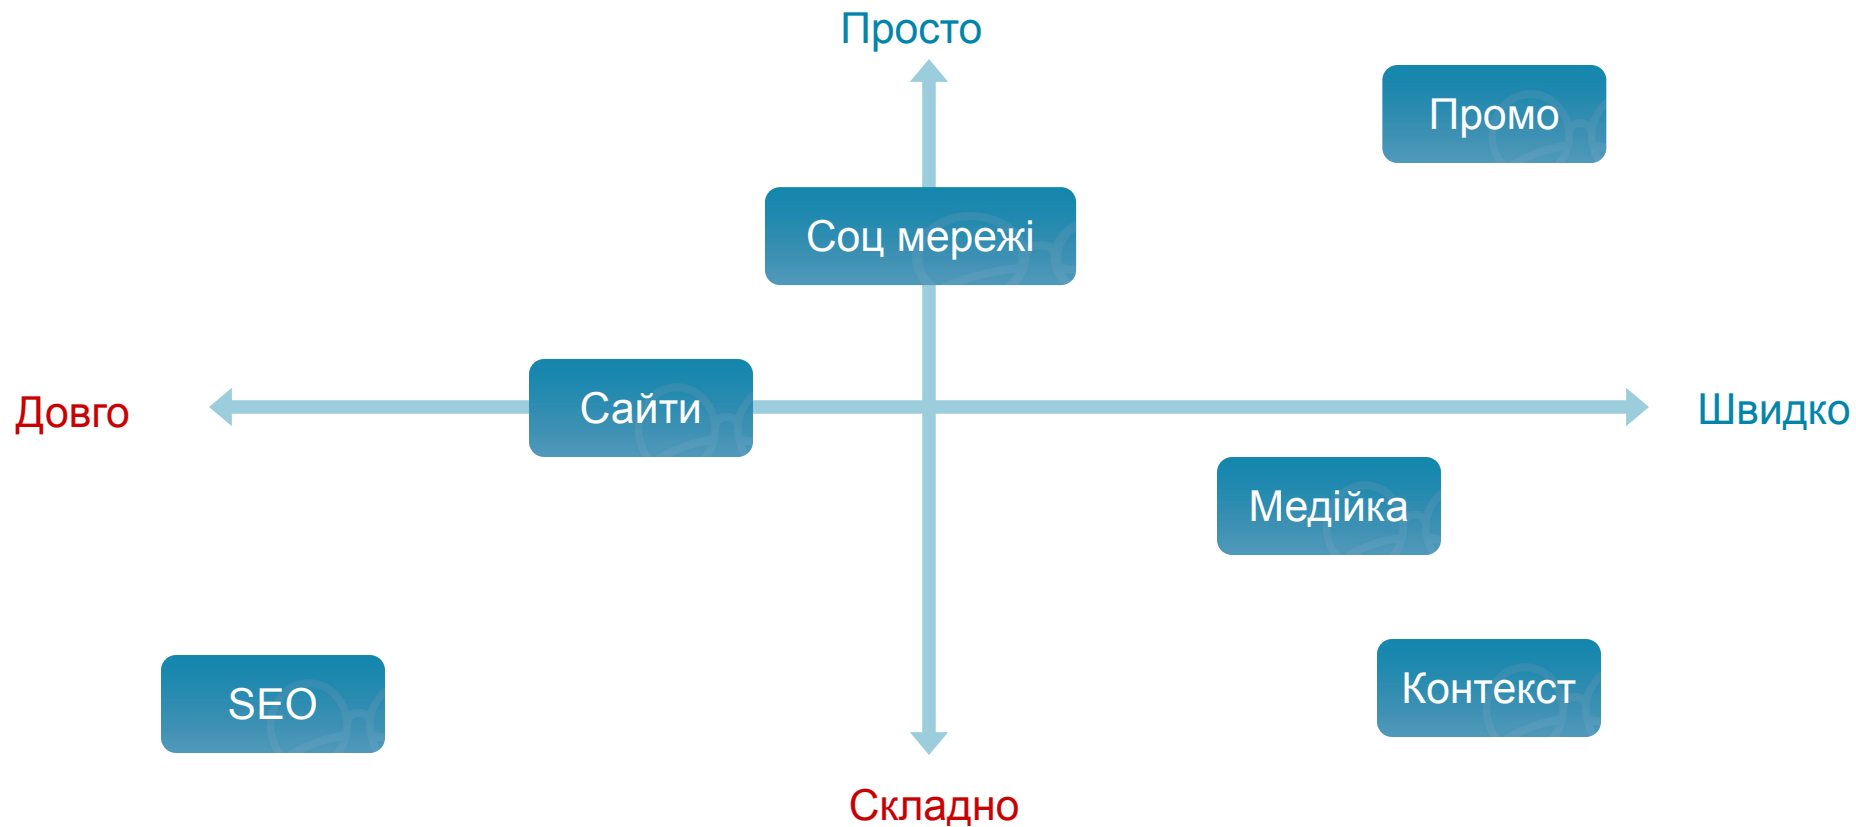 Просто
Промо
Соц мережі
Сайти
Довго
Швидко
Медійка
SEO
Контекст
Складно